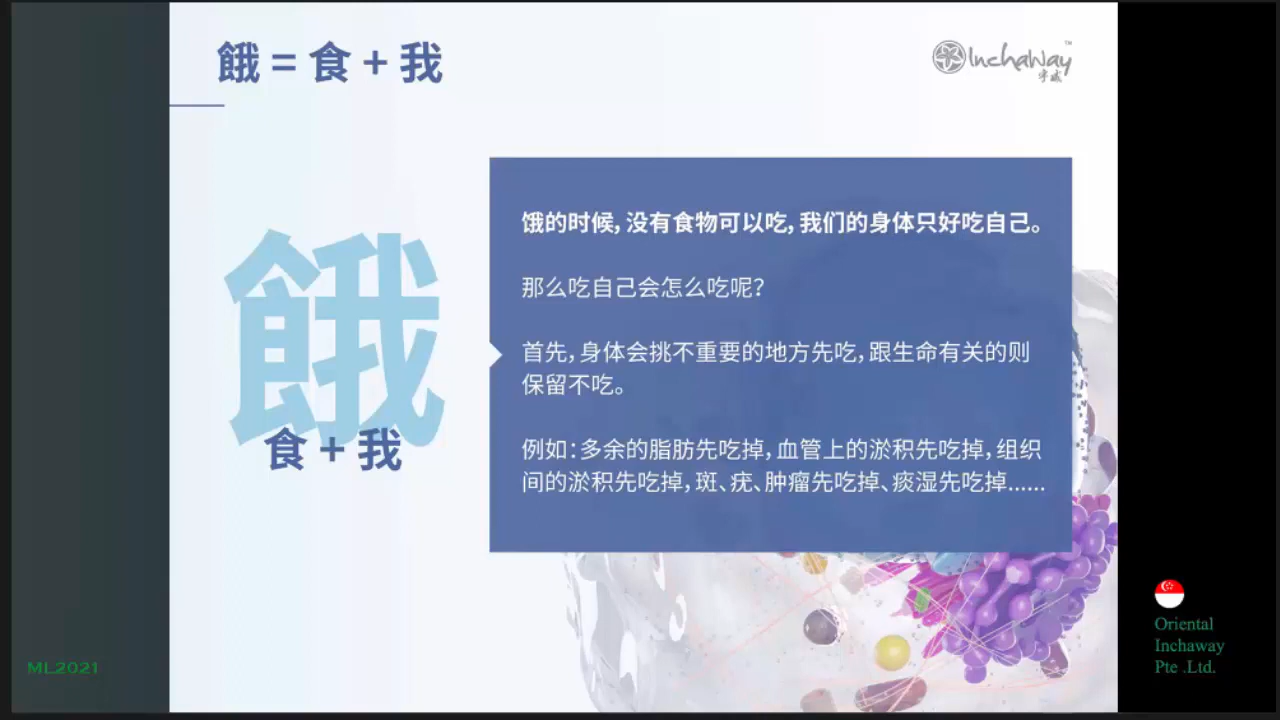 餓 = 食 + 我
Inchaway
TM
宇城
餓
食 + 我
饿的时候，没有食物可以吃，我们的身体只好吃自己。
那么吃自己会怎么吃呢？
首先，身体会挑不重要的地方先吃，跟生命有关的则
保留不吃。
例如：多余的脂肪先吃掉，血管上的淤积先吃掉，组织
间的淤积先吃掉，斑、疣、肿瘤先吃掉、痰湿先吃掉......
ML2021
Oriental
Inchaway
Pte .Ltd.